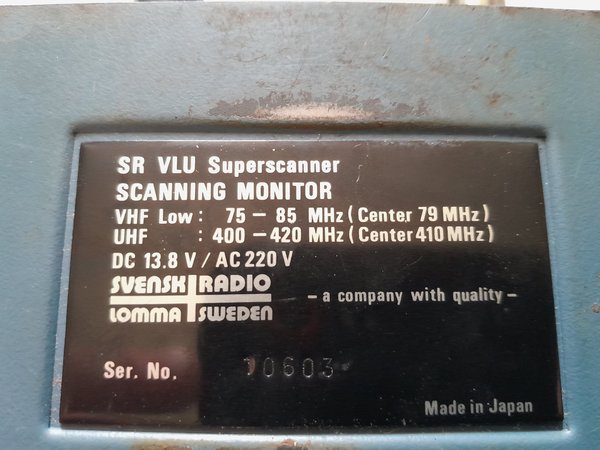 SR VLU Superscanner
SCANNING MONITOR
VHF Low: 75 – 85 MHz (Center 79 MHz)
UHF : 400 – 420 MHz (Center 410 MHz)
DC 13.8 V / AC 220 V
SVENSK RADIO
LOMMA SWEDEN
– a company with quality –
Ser. No. 10603
Made in Japan